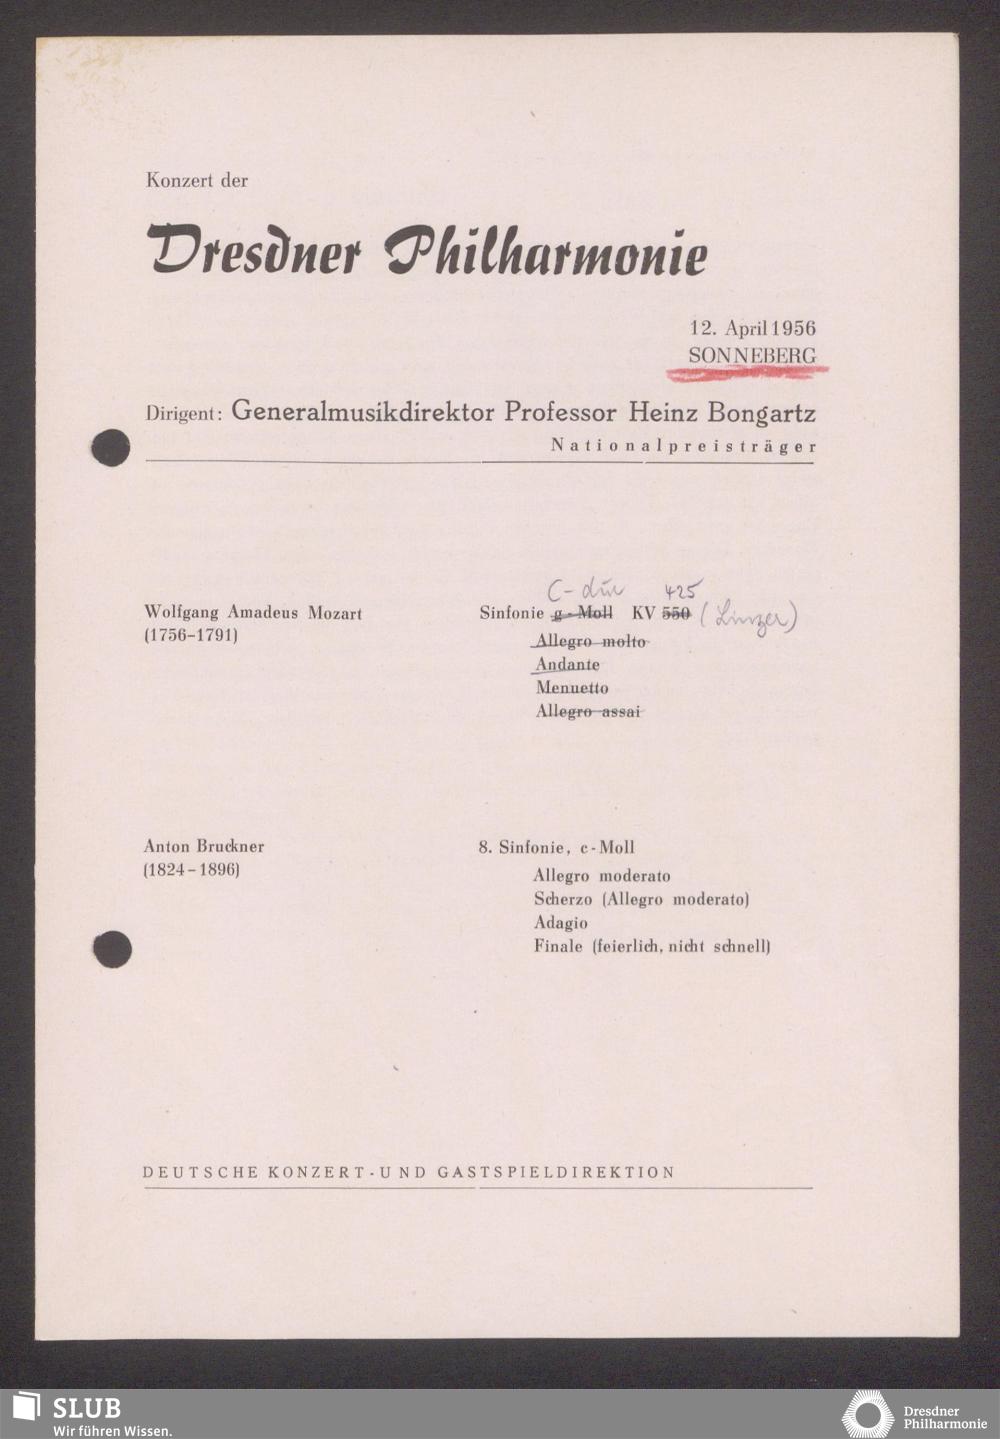 Konzert der
Dresdner Philharmonie
12. April 1956
SONNEBERG
Dirigent: Generalmusikdirektor Professor Heinz Bongartz
Nationalpreisträger
C-dur 425
Wolfgang Amadeus Mozart Sinfonie g-Moll KV 550 (Linzer)
(1756–1791)
Allegro molto
Andante
Menuetto
Allegro assai
Anton Bruckner 8. Sinfonie, c-Moll
(1824–1896)
Allegro moderato
Scherzo (Allegro moderato)
Adagio
Finale (feierlich, nicht schnell)
DEUTSCHE KONZERT-UND GASTSPIELDIREKTION
SLUB
Wir führen Wissen.
Dresdner
Philharmonie